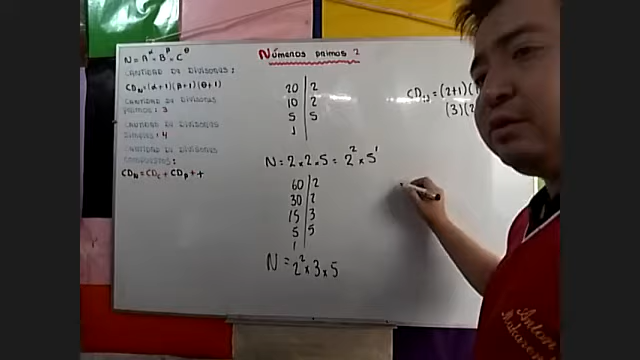 Números primos 2
N=A^α=B^β=C^θ
CANTIDAD DE DIVISORES:
CD_N=(α+1)(β+1)(θ+1)
CANTIDAD DE DIVISORES
PRIMOS: 3
CANTIDAD DE DIVISORES
SIMPLES: 4
CANTIDAD DE DIVISORES
COMPUESTOS:
CD_N=CD_C+CD_P++
20 | 2
10 | 2
5 | 5
1
N=2×2×5=2^2×5^1
60 | 2
30 | 2
15 | 3
5 | 5
1
N=2^2×3×5
=(2+1)(
(3)(2